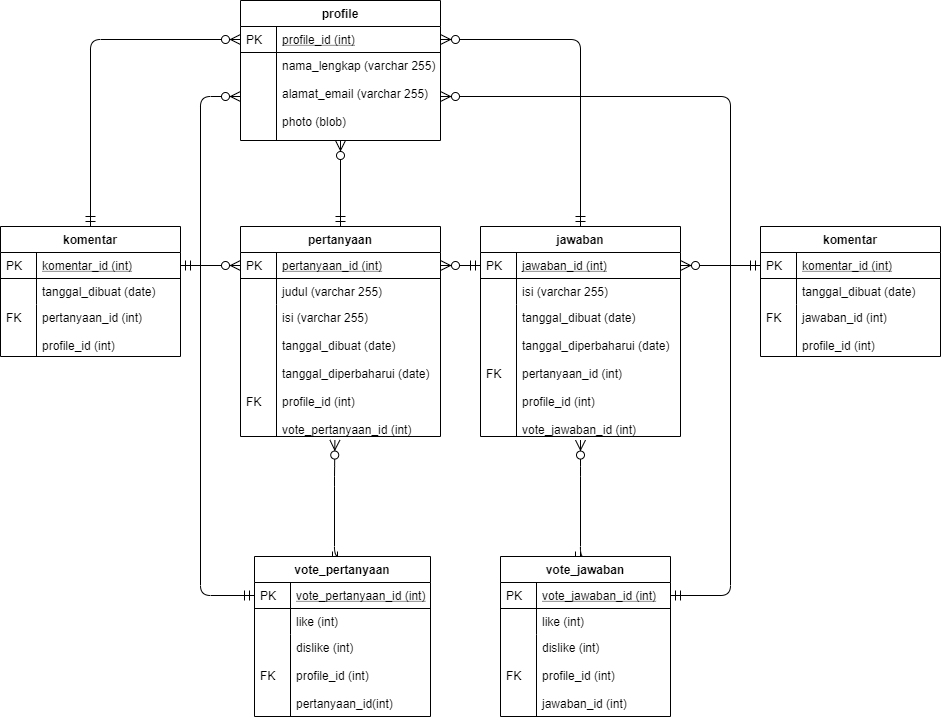 profile
PK profile_id (int)
nama_lengkap (varchar 255)
alamat_email (varchar 255)
photo (blob)
komentar
PK komentar_id (int)
tanggal_dibuat (date)
FK pertanyaan_id (int)
profile_id (int)
pertanyaan
PK pertanyaan_id (int)
judul (varchar 255)
isi (varchar 255)
tanggal_dibuat (date)
tanggal_diperbaharui (date)
FK profile_id (int)
vote_pertanyaan_id (int)
jawaban
PK jawaban_id (int)
isi (varchar 255)
tanggal_dibuat (date)
tanggal_diperbaharui (date)
FK pertanyaan_id (int)
profile_id (int)
vote_jawaban_id (int)
komentar
PK komentar_id (int)
tanggal_dibuat (date)
FK jawaban_id (int)
profile_id (int)
vote_pertanyaan
PK vote_pertanyaan_id (int)
like (int)
dislike (int)
FK profile_id (int)
pertanyaan_id(int)
vote_jawaban
PK vote_jawaban_id (int)
like (int)
dislike (int)
FK profile_id (int)
jawaban_id (int)